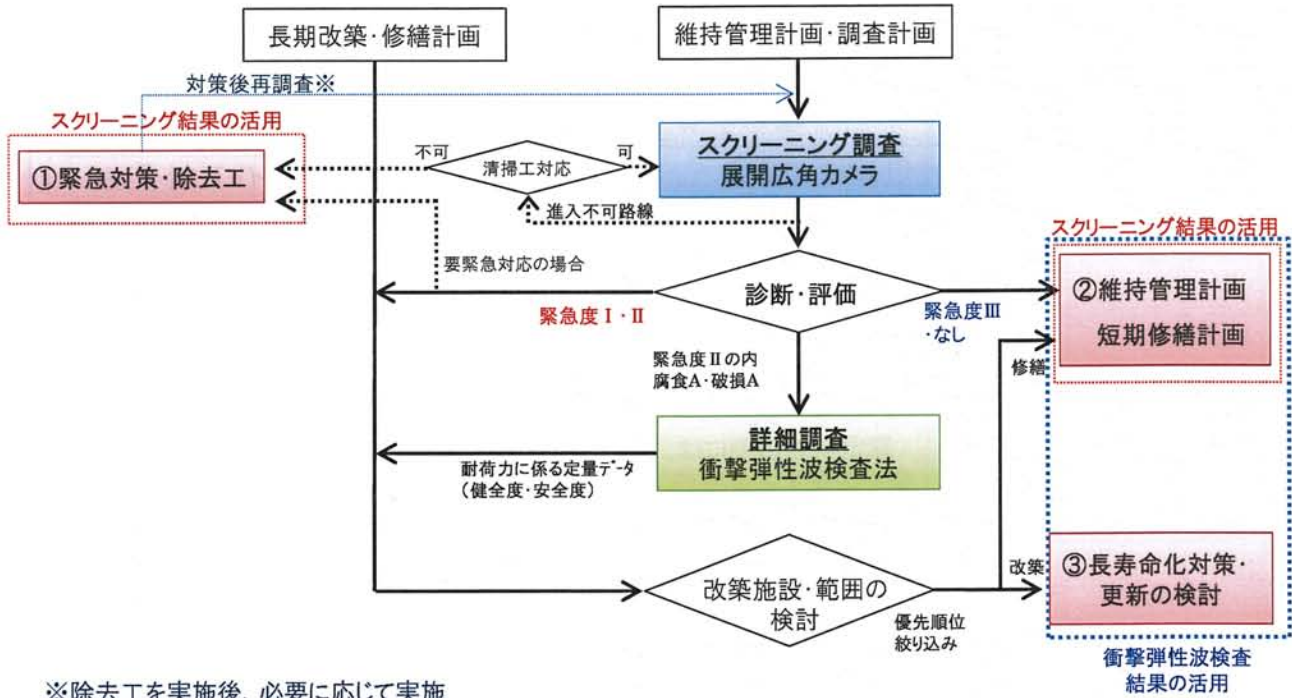 長期改築・修繕計画
維持管理計画・調査計画
対策後再調査※
スクリーニング結果の活用
①緊急対策・除去工
不可
清掃工対応
可
スクリーニング調査
展開広角カメラ
進入不可路線
要緊急対応の場合
診断・評価
緊急度Ⅰ・Ⅱ
緊急度Ⅲ
・なし
スクリーニング結果の活用
②維持管理計画
短期修繕計画
緊急度Ⅱの内
腐食A・破損A
修繕
詳細調査
衝撃弾性波検査法
耐荷力に係る定量データ
（健全度・安全度）
改築施設・範囲の
検討
優先順位
絞り込み
改築
③長寿命化対策・
更新の検討
衝撃弾性波検査
結果の活用
※除去工を実施後、必要に応じて実施